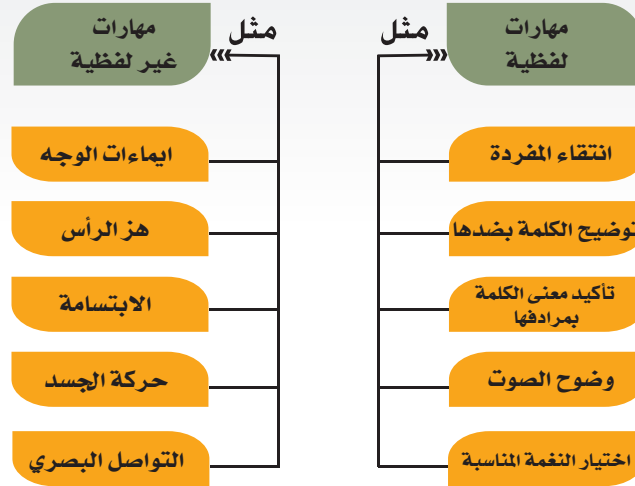 مهارات
لفظية
مثل
انتقاء المفردة
توضيح الكلمة بضدها
تأكيد معنى الكلمة
بمرادفها
وضوح الصوت
اختيار النغمة المناسبة
مثل
مهارات
غير لفظية
ايماءات الوجه
هز الرأس
الابتسامة
حركة الجسد
التواصل البصري